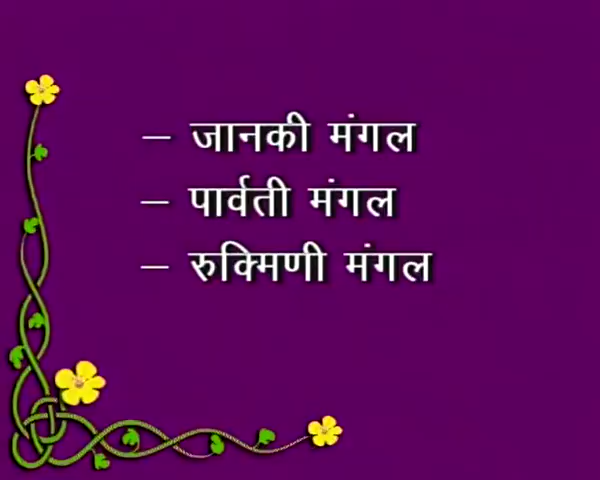 – जानकी मंगल
– पार्वती मंगल
– रुक्मिणी मंगल